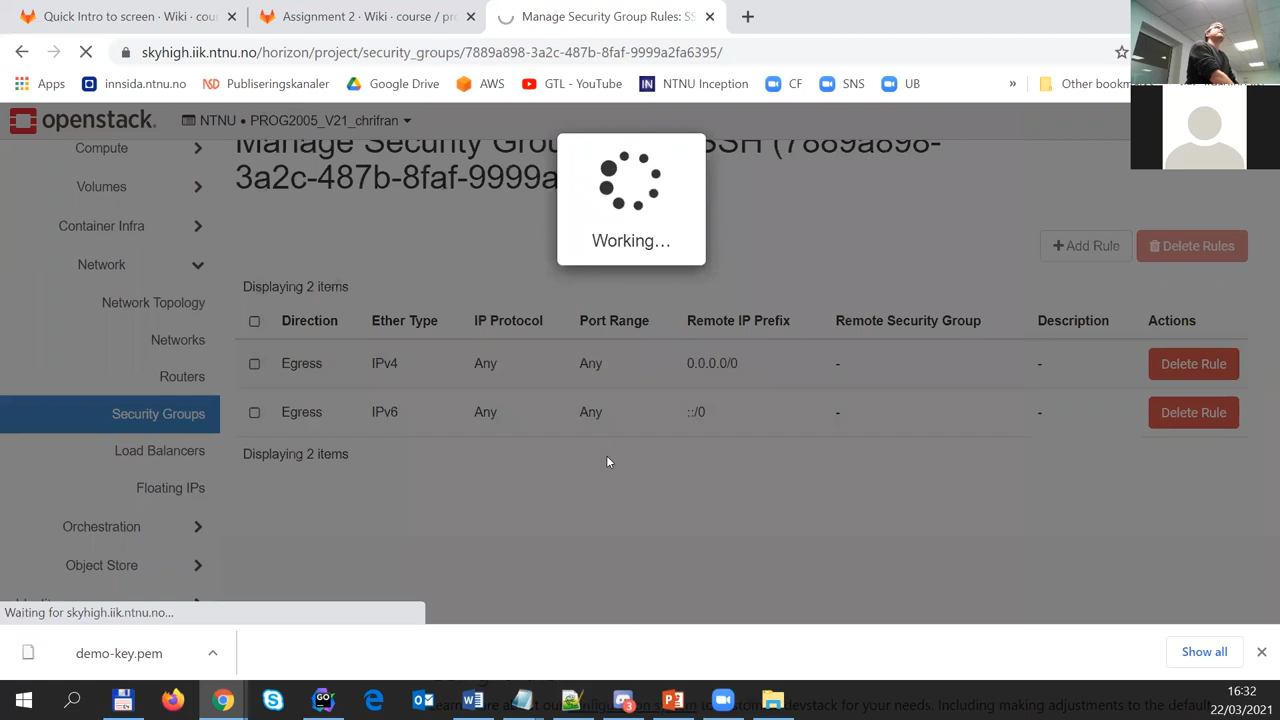 Quick Intro to screen · Wiki · cou
Assignment 2 · Wiki · course / pr
Manage Security Group Rules: SS
skyhigh.iik.ntnu.no/horizon/project/security_groups/7889a898-3a2c-487b-8faf-9999a2fa6395/
Apps
innsida.ntnu.no
Publiseringskanaler
Google Drive
AWS
GTL - YouTube
NTNU Inception
CF
SNS
UB
»
Other bookm
openstack.
NTNU • PROG2005_V21_chrifran
Compute
Volumes
Container Infra
Network
Network Topology
Networks
Routers
Security Groups
Load Balancers
Floating IPs
Orchestration
Object Store
Manage Security Grou SSH (7889a898-
3a2c-487b-8faf-9999a
Working...
+Add Rule
Delete Rules
Displaying 2 items
Direction Ether Type IP Protocol Port Range Remote IP Prefix Remote Security Group Description Actions
Egress IPv4 Any Any 0.0.0.0/0 - - Delete Rule
Egress IPv6 Any Any ::/0 - - Delete Rule
Displaying 2 items
Waiting for skyhigh.iik.ntnu.no...
demo-key.pem
Show all
16:32
22/03/2021